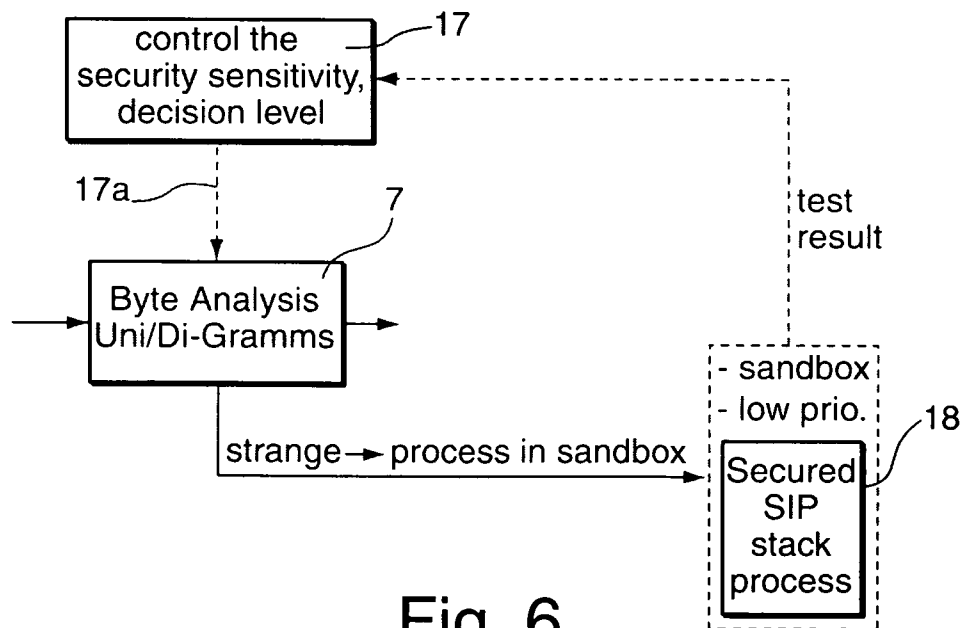 control the
security sensitivity,
decision level
17
17a
7
Byte Analysis
Uni/Di-Gramms
test
result
- sandbox
- low prio.
18
strange → process in sandbox
Secured
SIP
stack
process
Fig. 6